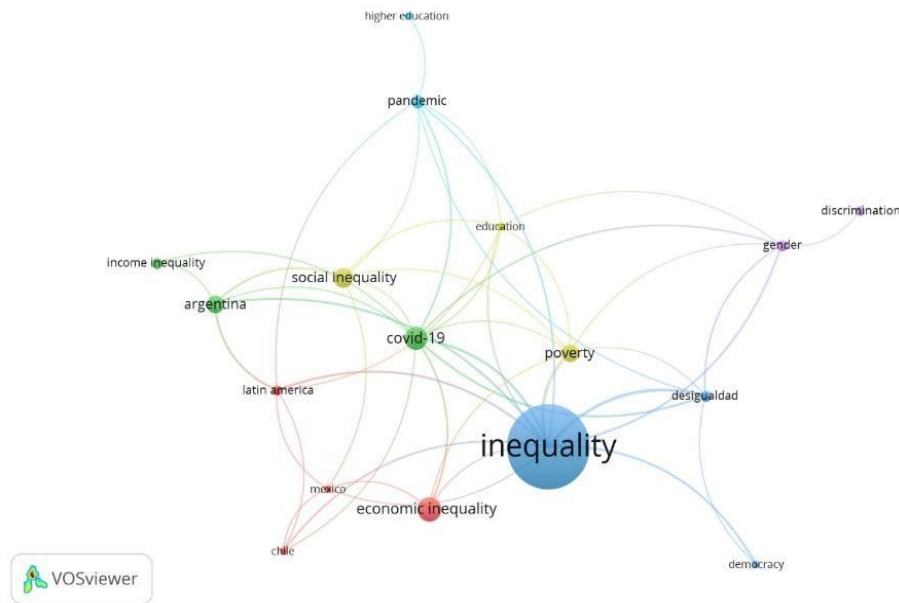 higher education
pandemic
discrimination
education
gender
income inequality
social inequality
argentina
covid-19
poverty
latin america
desigualdad
inequality
mexico
economic inequality
chile
democracy
VOSviewer